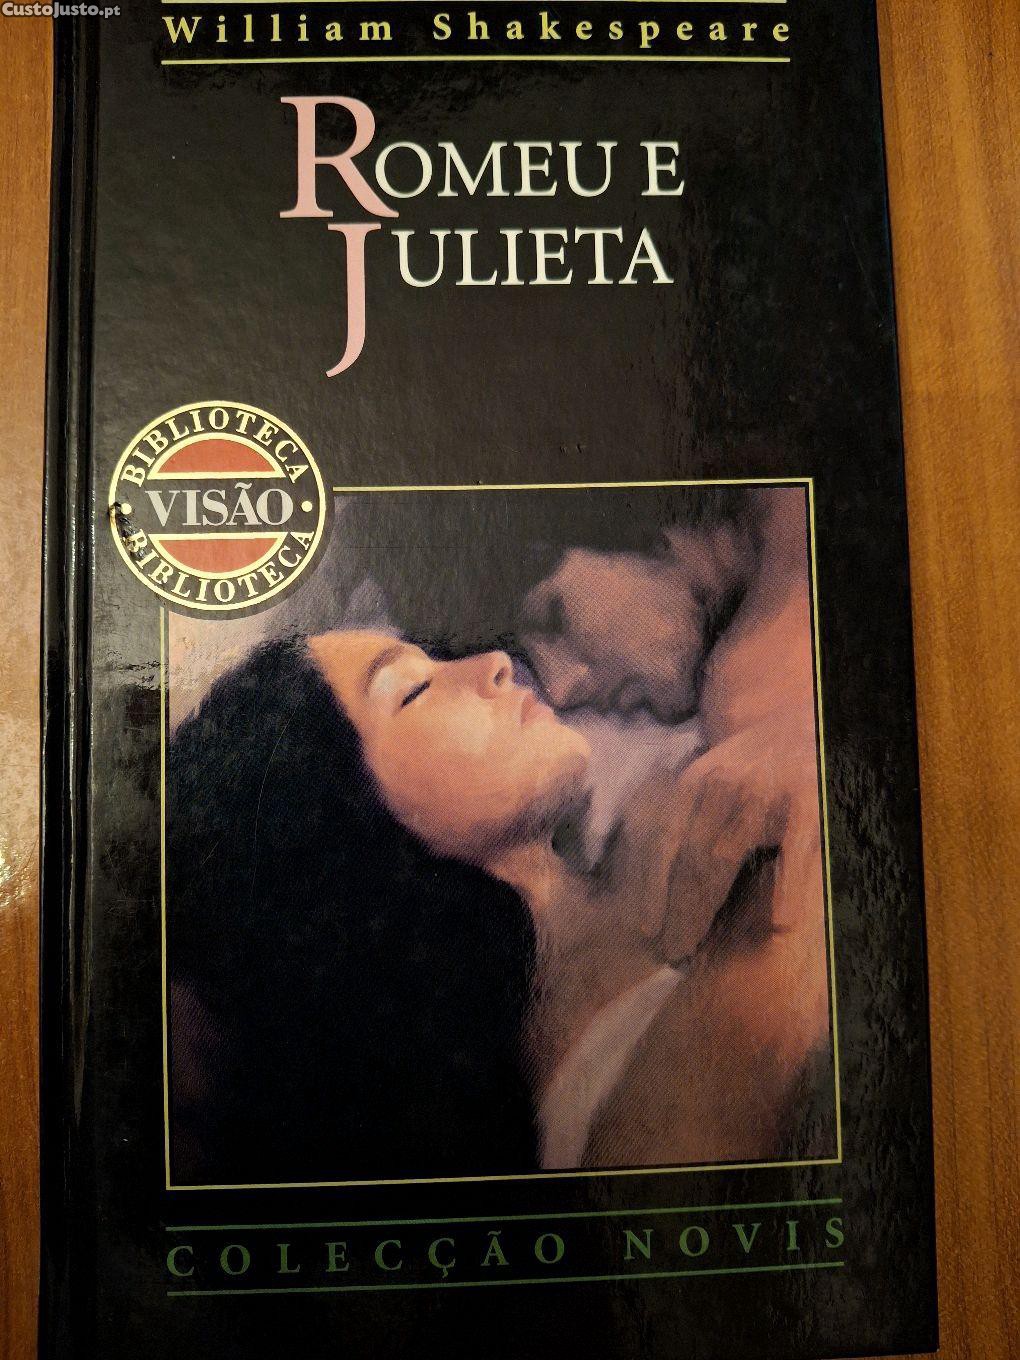 CustoJusto.pt
William Shakespeare
ROMEU E
JULIETA
BIBLIOTECA
VISÃO
BIBLIOTECA
COLECÇÃO NOVIS